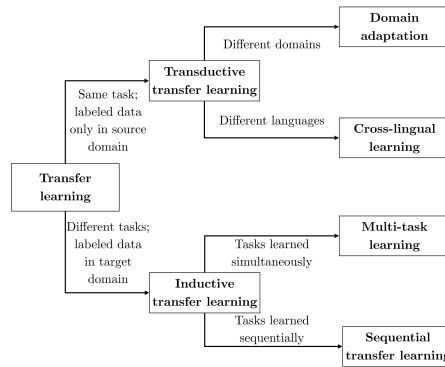 Domain
adaptation
Different domains
Transductive
transfer learning
Same task;
labeled data
only in source
domain
Different languages
Cross-lingual
learning
Transfer
learning
Different tasks;
labeled data
in target
domain
Multi-task
learning
Tasks learned
simultaneously
Inductive
transfer learning
Tasks learned
sequentially
Sequential
transfer learning